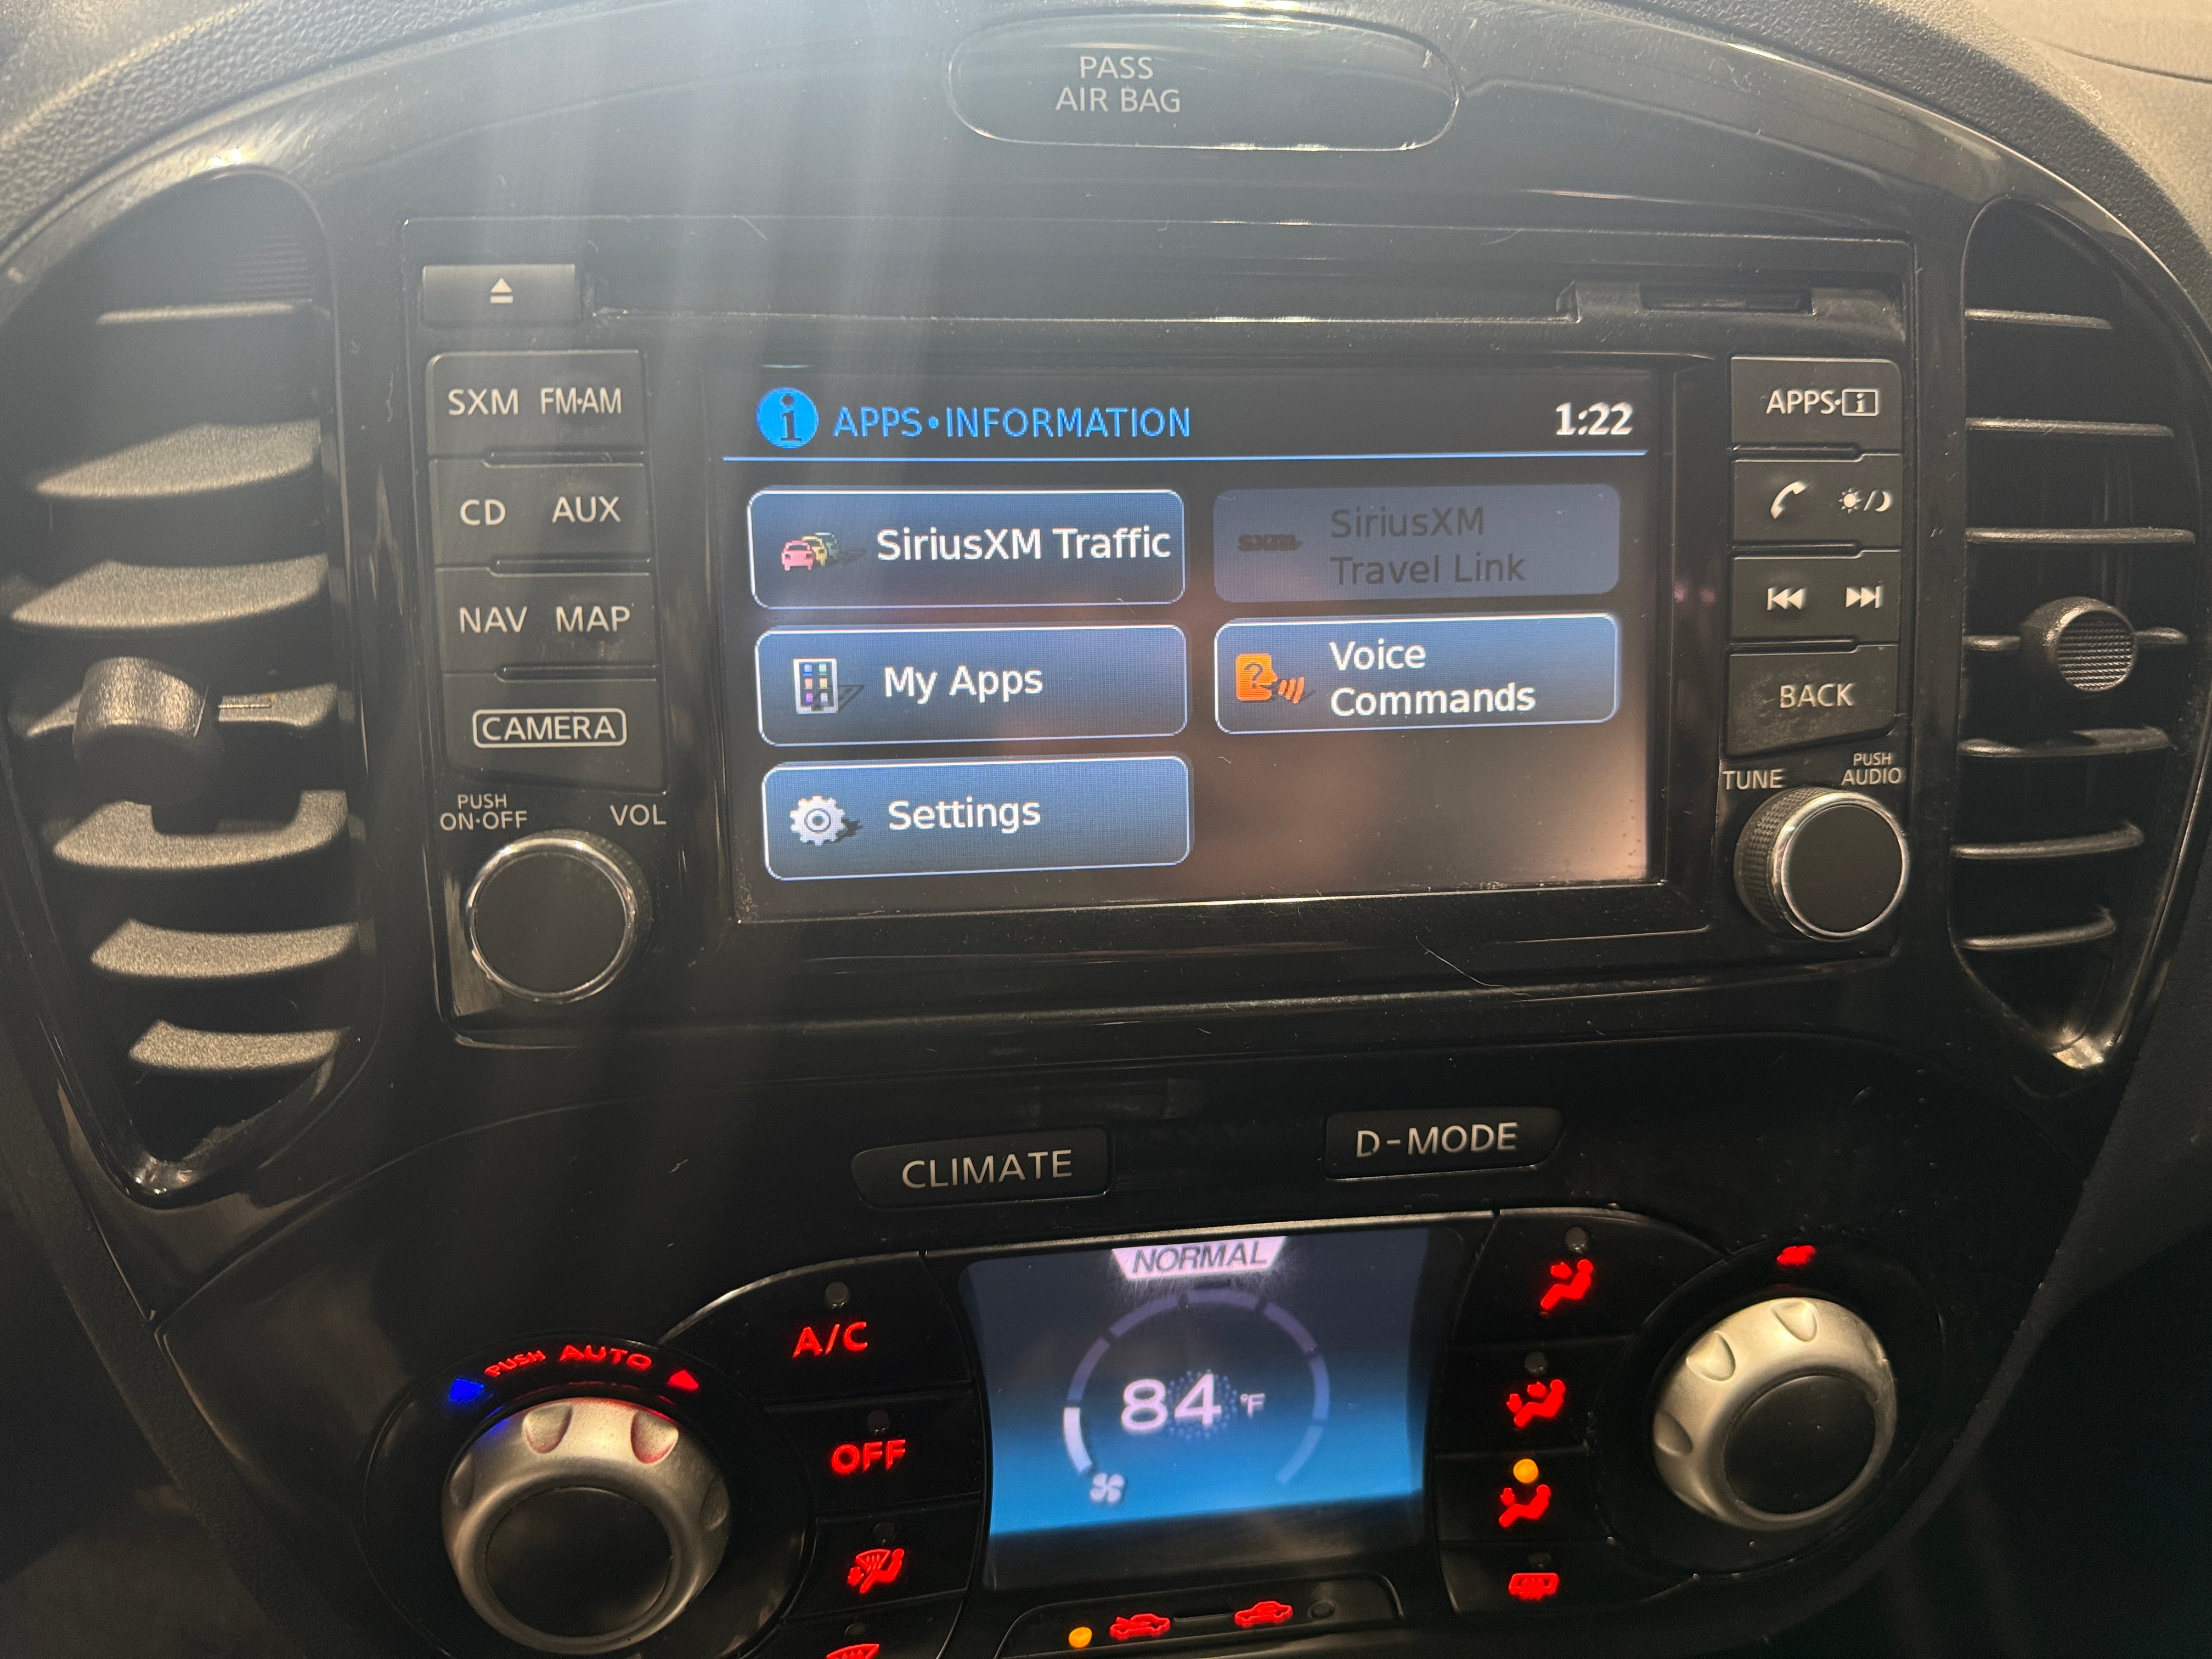 PASS
AIR BAG
SXM FM·AM
CD AUX
NAV MAP
CAMERA
PUSH
ON·OFF
VOL
i APPS•INFORMATION 1:22
SiriusXM Traffic
sxm SiriusXM
Travel Link
My Apps
Voice
Commands
Settings
APPS·i
BACK
TUNE
PUSH
AUDIO
CLIMATE
D-MODE
PUSH AUTO
A/C
OFF
NORMAL
84 °F